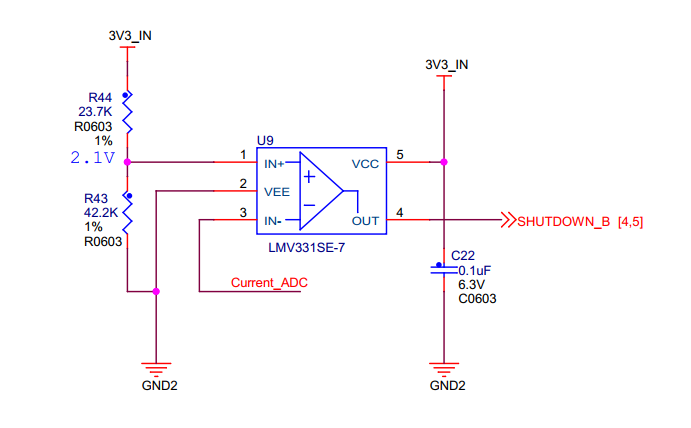 3V3_IN
3V3_IN
R44
23.7K
R0603
1%
2.1V
R43
42.2K
1%
R0603
U9
1 IN+
2 VEE
3 IN-
VCC 5
OUT 4
+
−
LMV331SE-7
SHUTDOWN_B [4,5]
Current_ADC
C22
0.1uF
6.3V
C0603
GND2
GND2